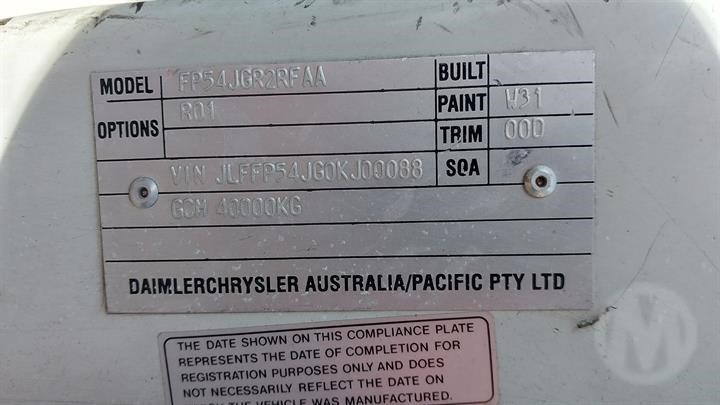 MODEL FP54JGR2RFAA BUILT
OPTIONS R01 PAINT W31
TRIM 00D
VIN JLFFP54JG0KJ00088 SQA
GCM 40000KG
DAIMLERCHRYSLER AUSTRALIA/PACIFIC PTY LTD
THE DATE SHOWN ON THIS COMPLIANCE PLATE
REPRESENTS THE DATE OF COMPLETION FOR
REGISTRATION PURPOSES ONLY AND DOES
NOT NECESSARILY REFLECT THE DATE ON
WHICH THE VEHICLE WAS MANUFACTURED.
M